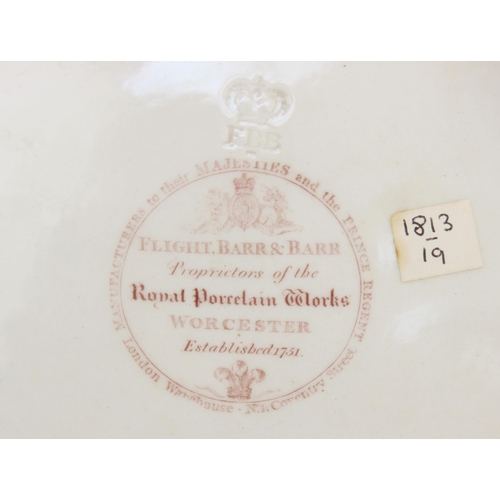 FBB
MANUFACTURERS to their MAJESTIES and the PRINCE REGENT
FLIGHT, BARR & BARR
Proprietors of the
Royal Porcelain Works
WORCESTER
Established 1751.
London Warehouse - N.1. Coventry Street
1813
19